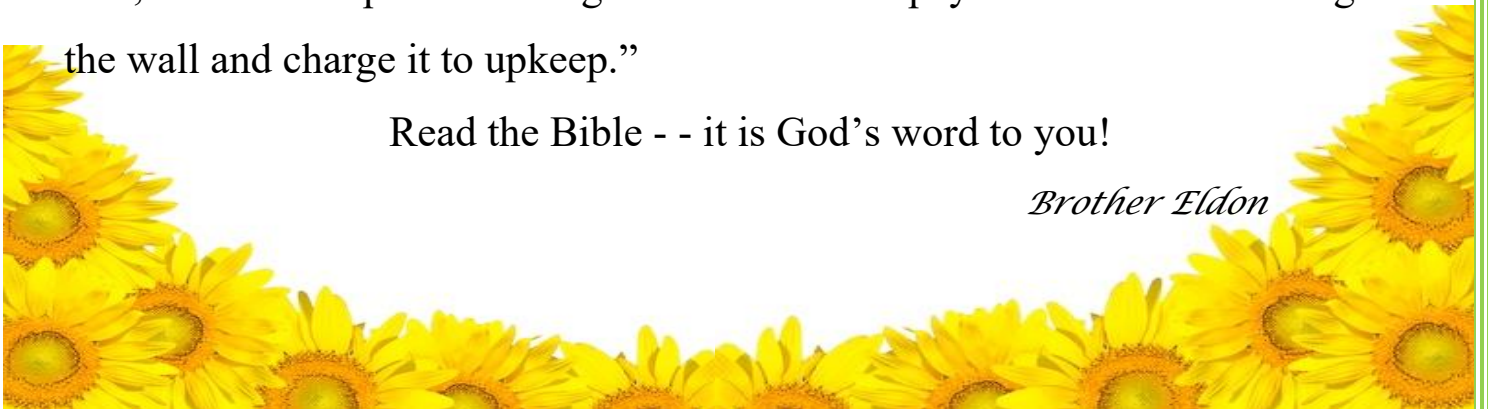 the wall and charge it to upkeep.”
Read the Bible - - it is God’s word to you!
Brother Eldon